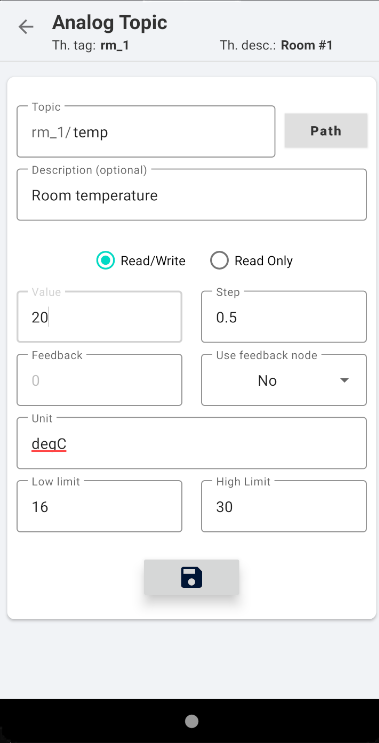 Analog Topic
Th. tag: rm_1 Th. desc.: Room #1
Topic
rm_1/temp
Path
Description (optional)
Room temperature
Read/Write Read Only
Value Step
20 0.5
Feedback Use feedback node
0 No
Unit
degC
Low limit High Limit
16 30